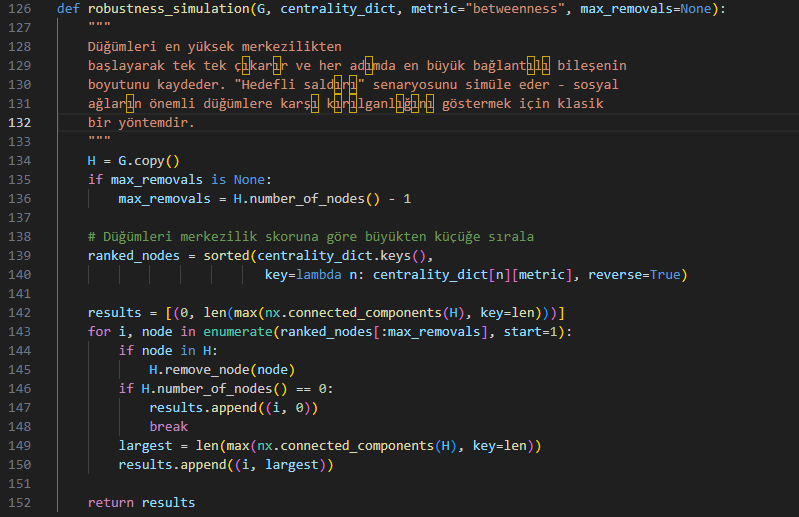 126 def robustness_simulation(G, centrality_dict, metric="betweenness", max_removals=None):
127     """
128     Düğümleri en yüksek merkezilikten
129     başlayarak tek tek çıkarır ve her adımda en büyük bağlantılı bileşenin
130     boyutunu kaydeder. "Hedefli saldırı" senaryosunu simüle eder - sosyal
131     ağların önemli düğümlere karşı kırılganlığını göstermek için klasik
132     bir yöntemdir.
133     """
134     H = G.copy()
135     if max_removals is None:
136         max_removals = H.number_of_nodes() - 1
137
138     # Düğümleri merkezilik skoruna göre büyükten küçüğe sırala
139     ranked_nodes = sorted(centrality_dict.keys(),
140                            key=lambda n: centrality_dict[n][metric], reverse=True)
141
142     results = [(0, len(max(nx.connected_components(H), key=len)))]
143     for i, node in enumerate(ranked_nodes[:max_removals], start=1):
144         if node in H:
145             H.remove_node(node)
146         if H.number_of_nodes() == 0:
147             results.append((i, 0))
148             break
149         largest = len(max(nx.connected_components(H), key=len))
150         results.append((i, largest))
151
152     return results